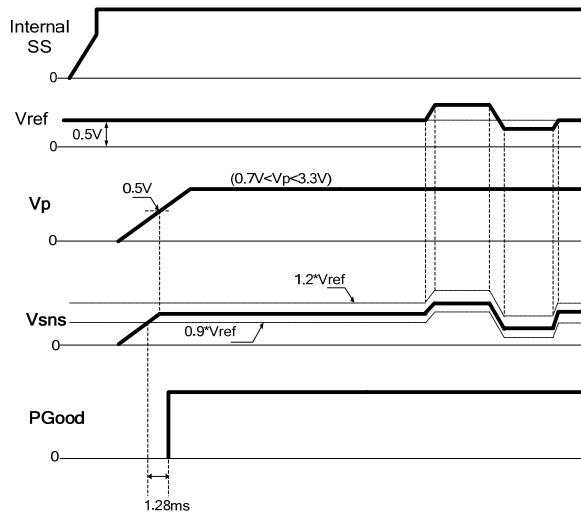 Internal
SS
0
Vref
0.5V
0
0.5V
(0.7V<Vp<3.3V)
Vp
0
1.2*Vref
Vsns
0.9*Vref
0
PGood
0
1.28ms